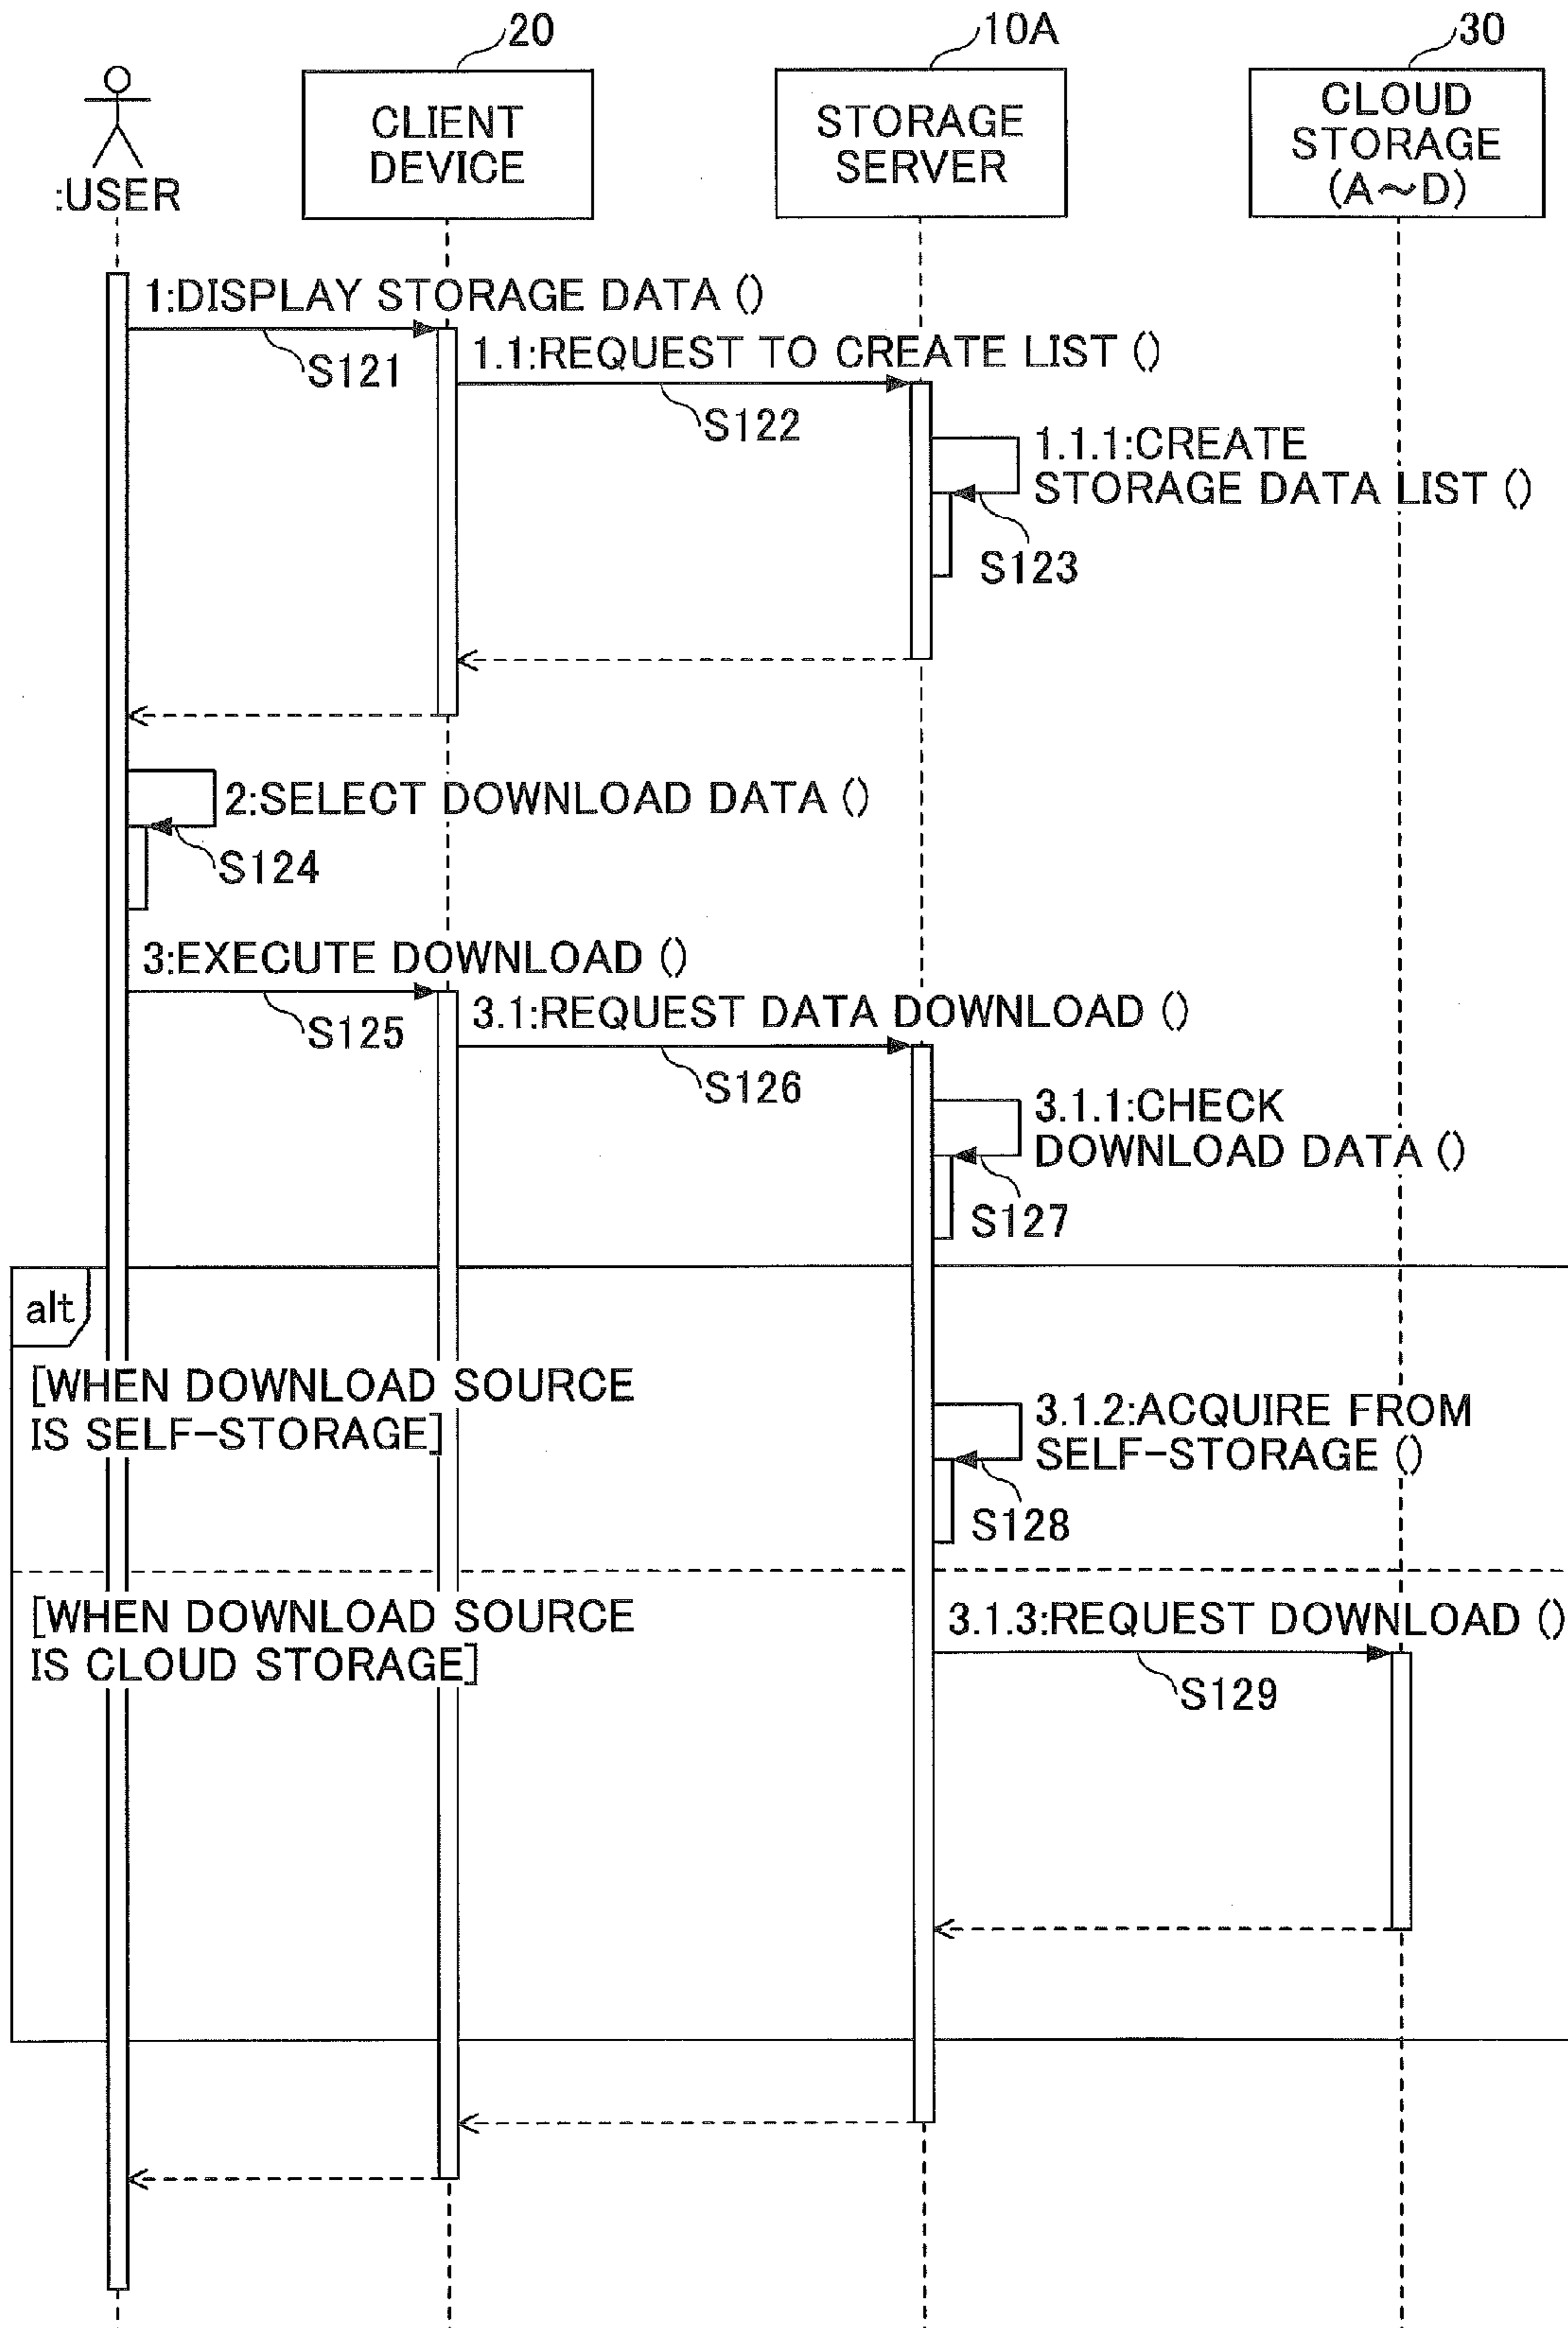 20
10A
30
:USER
CLIENT
DEVICE
STORAGE
SERVER
CLOUD
STORAGE
(A～D)
1:DISPLAY STORAGE DATA ()
S121
1.1:REQUEST TO CREATE LIST ()
S122
1.1.1:CREATE
STORAGE DATA LIST ()
S123
2:SELECT DOWNLOAD DATA ()
S124
3:EXECUTE DOWNLOAD ()
S125
3.1:REQUEST DATA DOWNLOAD ()
S126
3.1.1:CHECK
DOWNLOAD DATA ()
S127
alt
[WHEN DOWNLOAD SOURCE
IS SELF-STORAGE]
3.1.2:ACQUIRE FROM
SELF-STORAGE ()
S128
[WHEN DOWNLOAD SOURCE
IS CLOUD STORAGE]
3.1.3:REQUEST DOWNLOAD ()
S129